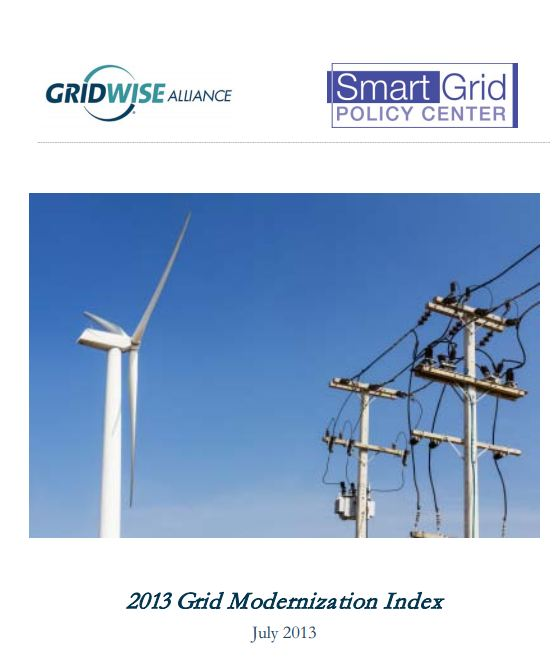 GRIDWISE ALLIANCE
Smart Grid
POLICY CENTER
2013 Grid Modernization Index
July 2013